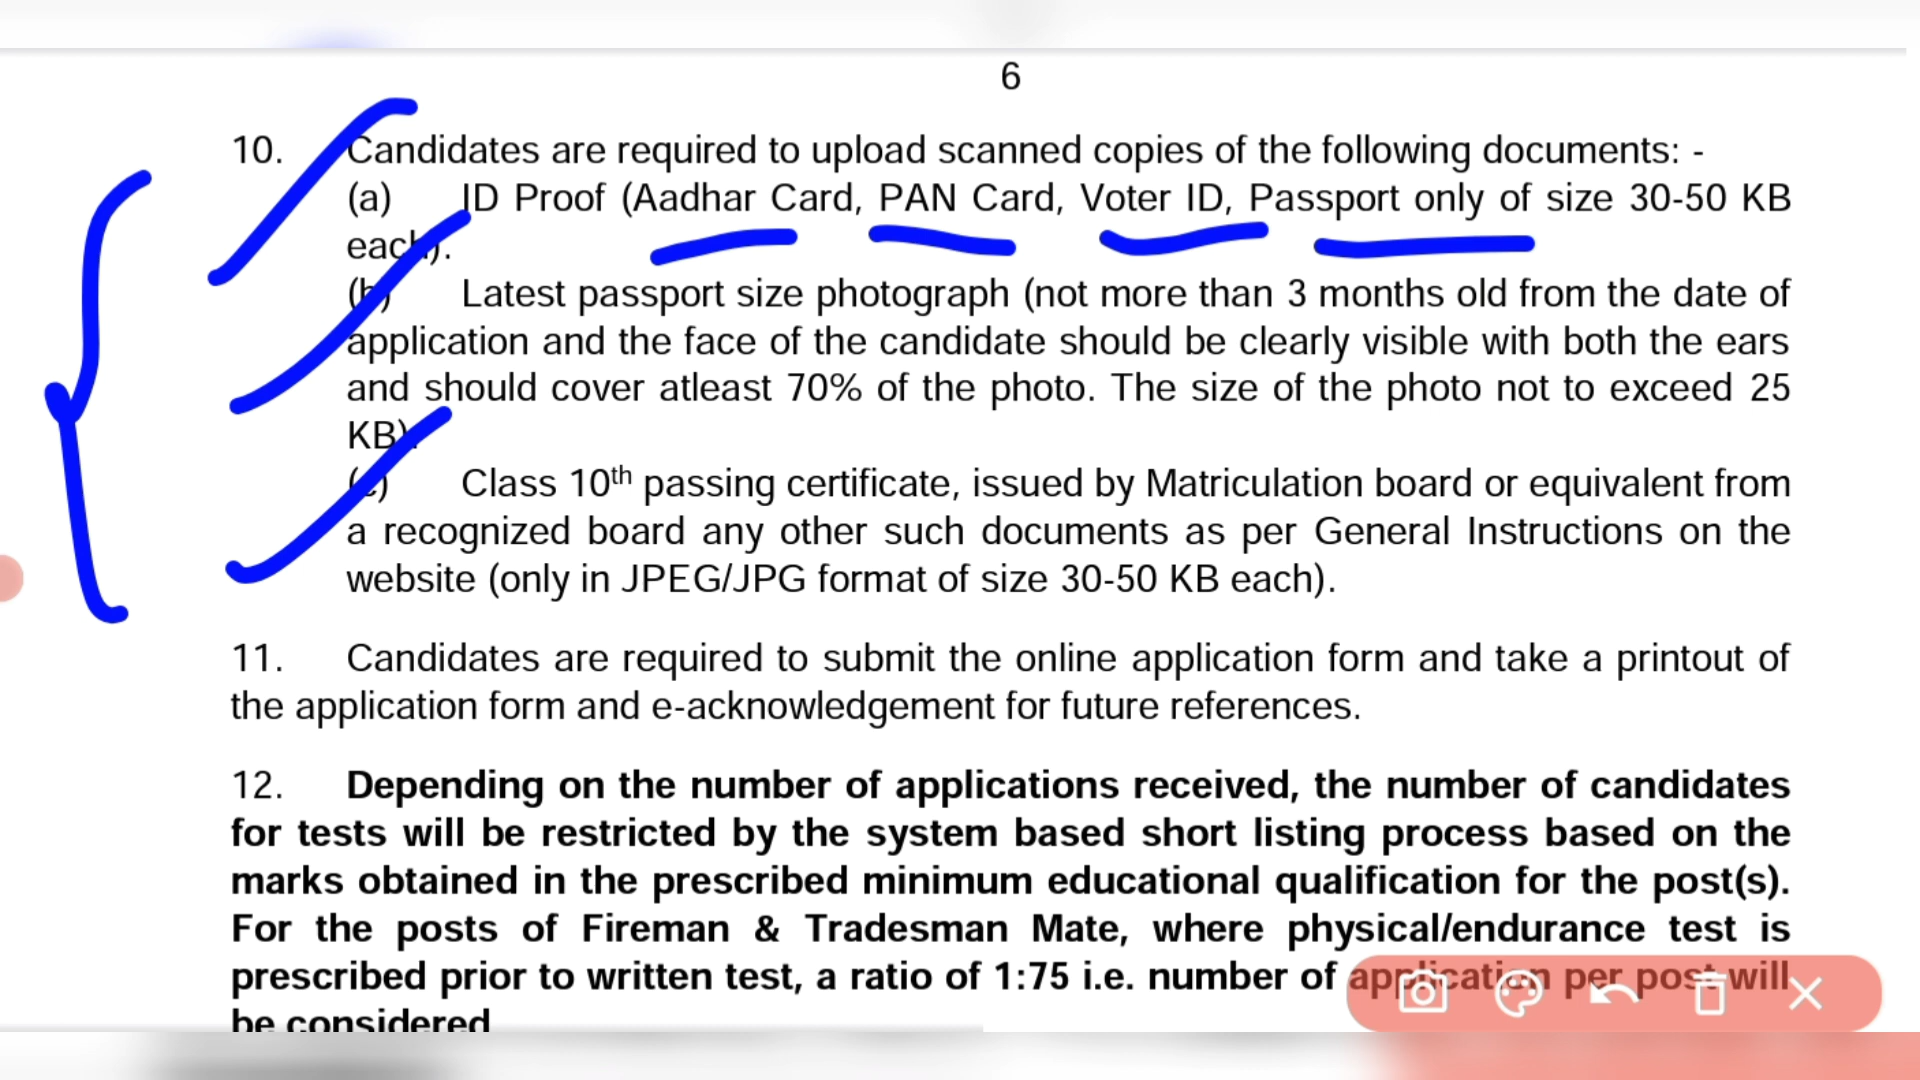 6
10. Candidates are required to upload scanned copies of the following documents: -
(a) ID Proof (Aadhar Card, PAN Card, Voter ID, Passport only of size 30-50 KB
each).
(b) Latest passport size photograph (not more than 3 months old from the date of
application and the face of the candidate should be clearly visible with both the ears
and should cover atleast 70% of the photo. The size of the photo not to exceed 25
KB).
(c) Class 10th passing certificate, issued by Matriculation board or equivalent from
a recognized board any other such documents as per General Instructions on the
website (only in JPEG/JPG format of size 30-50 KB each).
11. Candidates are required to submit the online application form and take a printout of
the application form and e-acknowledgement for future references.
12. Depending on the number of applications received, the number of candidates
for tests will be restricted by the system based short listing process based on the
marks obtained in the prescribed minimum educational qualification for the post(s).
For the posts of Fireman & Tradesman Mate, where physical/endurance test is
prescribed prior to written test, a ratio of 1:75 i.e. number of application per post will
be considered